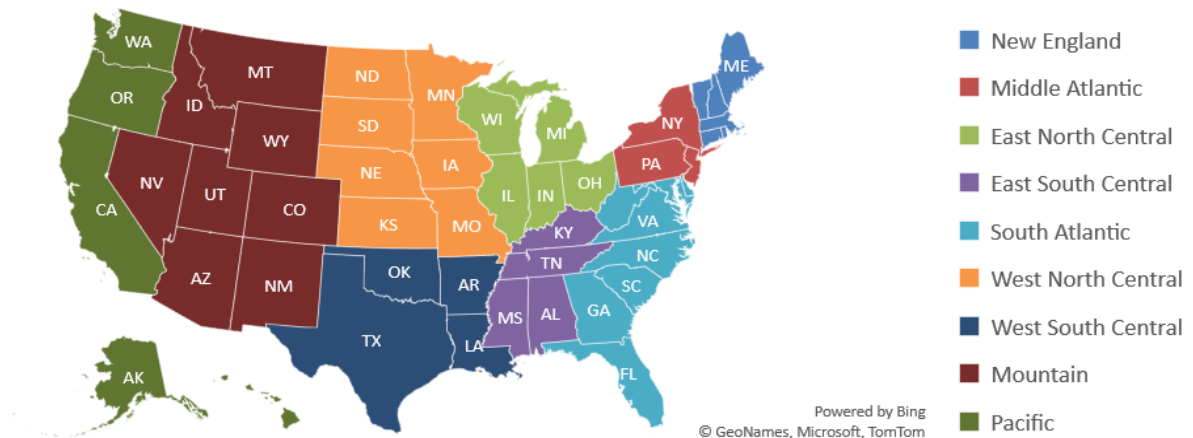 WA
MT
ND
MN
ME
OR
ID
SD
WI
MI
NY
WY
IA
PA
NE
NV
UT
CO
IL
IN
OH
CA
KS
MO
KY
VA
AZ
NM
OK
AR
TN
NC
SC
MS
AL
GA
TX
LA
FL
AK
New England
Middle Atlantic
East North Central
East South Central
South Atlantic
West North Central
West South Central
Mountain
Pacific
Powered by Bing
© GeoNames, Microsoft, TomTom